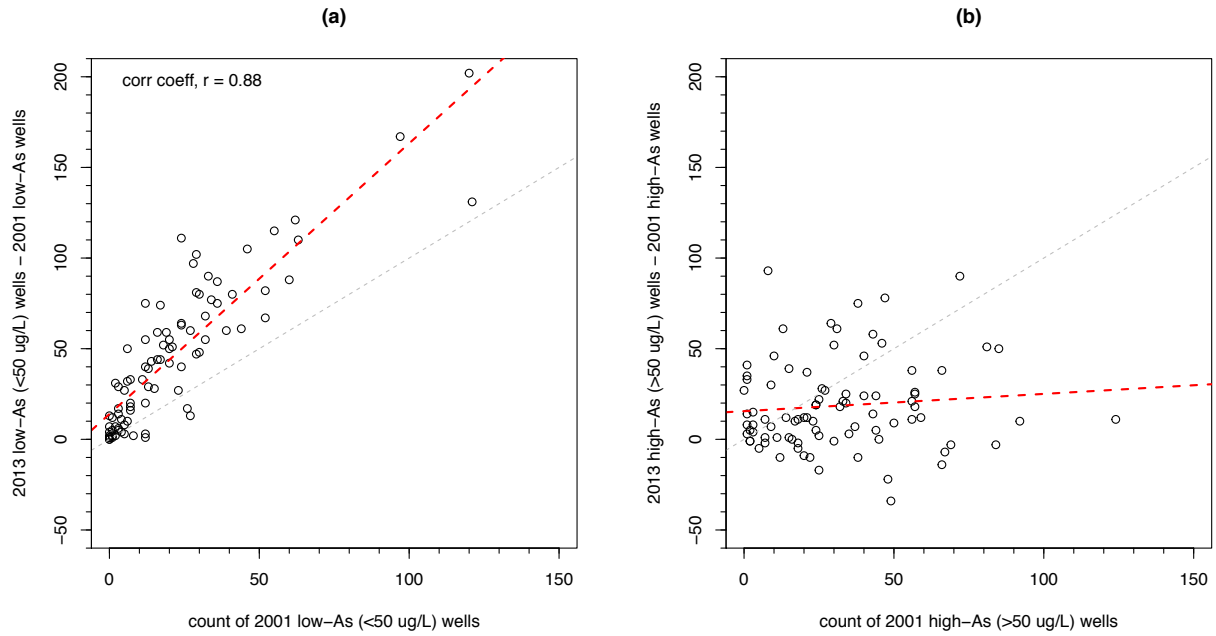 (a)
corr coeff, r = 0.88
2013 low−As (<50 ug/L) wells − 2001 low−As wells
200
150
100
50
0
−50
0 50 100 150
count of 2001 low−As (<50 ug/L) wells
(b)
2013 high−As (>50 ug/L) wells − 2001 high−As wells
200
150
100
50
0
−50
0 50 100 150
count of 2001 high−As (>50 ug/L) wells